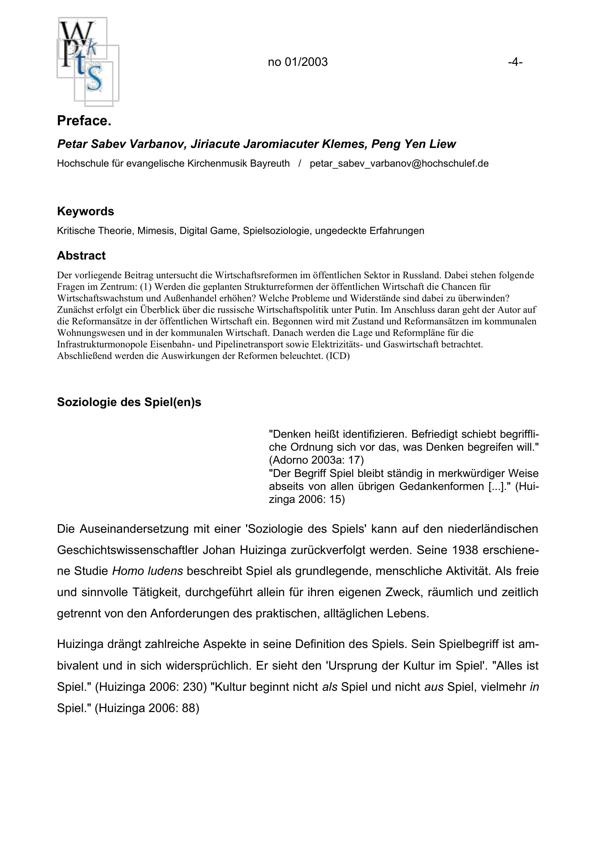 W
Pkts
no 01/2003 -4-
Preface.
Petar Sabev Varbanov, Jiriacute Jaromiacuter Klemes, Peng Yen Liew
Hochschule für evangelische Kirchenmusik Bayreuth / petar_sabev_varbanov@hochschulef.de
Keywords
Kritische Theorie, Mimesis, Digital Game, Spielsoziologie, ungedeckte Erfahrungen
Abstract
Der vorliegende Beitrag untersucht die Wirtschaftsreformen im öffentlichen Sektor in Russland. Dabei stehen folgende
Fragen im Zentrum: (1) Werden die geplanten Strukturreformen der öffentlichen Wirtschaft die Chancen für
Wirtschaftswachstum und Außenhandel erhöhen? Welche Probleme und Widerstände sind dabei zu überwinden?
Zunächst erfolgt ein Überblick über die russische Wirtschaftspolitik unter Putin. Im Anschluss daran geht der Autor auf
die Reformansätze in der öffentlichen Wirtschaft ein. Begonnen wird mit Zustand und Reformansätzen im kommunalen
Wohnungswesen und in der kommunalen Wirtschaft. Danach werden die Lage und Reformpläne für die
Infrastrukturmonopole Eisenbahn- und Pipelinetransport sowie Elektrizitäts- und Gaswirtschaft betrachtet.
Abschließend werden die Auswirkungen der Reformen beleuchtet. (ICD)
Soziologie des Spiel(en)s
"Denken heißt identifizieren. Befriedigt schiebt begriffli-
che Ordnung sich vor das, was Denken begreifen will."
(Adorno 2003a: 17)
"Der Begriff Spiel bleibt ständig in merkwürdiger Weise
abseits von allen übrigen Gedankenformen [...]." (Hui-
zinga 2006: 15)
Die Auseinandersetzung mit einer 'Soziologie des Spiels' kann auf den niederländischen
Geschichtswissenschaftler Johan Huizinga zurückverfolgt werden. Seine 1938 erschiene-
ne Studie Homo ludens beschreibt Spiel als grundlegende, menschliche Aktivität. Als freie
und sinnvolle Tätigkeit, durchgeführt allein für ihren eigenen Zweck, räumlich und zeitlich
getrennt von den Anforderungen des praktischen, alltäglichen Lebens.
Huizinga drängt zahlreiche Aspekte in seine Definition des Spiels. Sein Spielbegriff ist am-
bivalent und in sich widersprüchlich. Er sieht den 'Ursprung der Kultur im Spiel'. "Alles ist
Spiel." (Huizinga 2006: 230) "Kultur beginnt nicht als Spiel und nicht aus Spiel, vielmehr in
Spiel." (Huizinga 2006: 88)